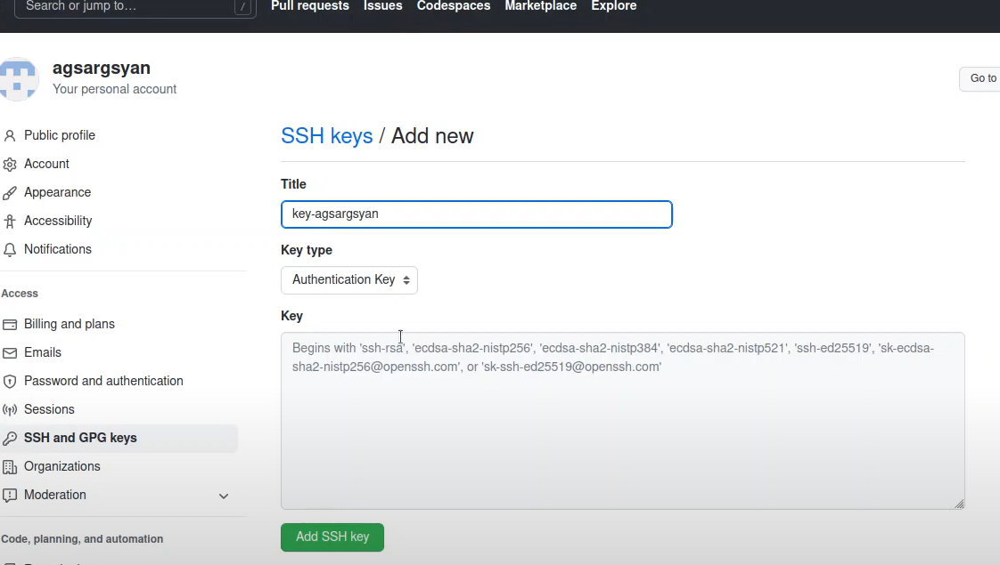 Search or jump to… / Pull requests Issues Codespaces Marketplace Explore
agsargsyan
Your personal account
Go to
Public profile
Account
Appearance
Accessibility
Notifications
Access
Billing and plans
Emails
Password and authentication
Sessions
SSH and GPG keys
Organizations
Moderation
Code, planning, and automation
SSH keys / Add new
Title
key-agsargsyan
Key type
Authentication Key
Key
Begins with 'ssh-rsa', 'ecdsa-sha2-nistp256', 'ecdsa-sha2-nistp384', 'ecdsa-sha2-nistp521', 'ssh-ed25519', 'sk-ecdsa-
sha2-nistp256@openssh.com', or 'sk-ssh-ed25519@openssh.com'
Add SSH key